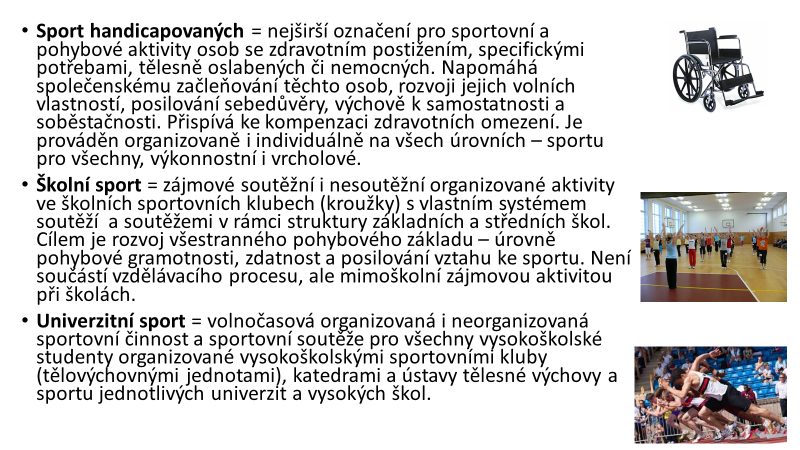 • Sport handicapovaných = nejširší označení pro sportovní a
pohybové aktivity osob se zdravotním postižením, specifickými
potřebami, tělesně oslabených či nemocných. Napomáhá
společenskému začleňování těchto osob, rozvoji jejich volních
vlastností, posilování sebedůvěry, výchově k samostatnosti a
soběstačnosti. Přispívá ke kompenzaci zdravotních omezení. Je
prováděn organizovaně i individuálně na všech úrovních – sportu
pro všechny, výkonnostní i vrcholové.
• Školní sport = zájmové soutěžní i nesoutěžní organizované aktivity
ve školních sportovních klubech (kroužky) s vlastním systémem
soutěží  a soutěžemi v rámci struktury základních a středních škol.
Cílem je rozvoj všestranného pohybového základu – úrovně
pohybové gramotnosti, zdatnost a posilování vztahu ke sportu. Není
součástí vzdělávacího procesu, ale mimoškolní zájmovou aktivitou
při školách.
• Univerzitní sport = volnočasová organizovaná i neorganizovaná
sportovní činnost a sportovní soutěže pro všechny vysokoškolské
studenty organizované vysokoškolskými sportovními kluby
(tělovýchovnými jednotami), katedrami a ústavy tělesné výchovy a
sportu jednotlivých univerzit a vysokých škol.